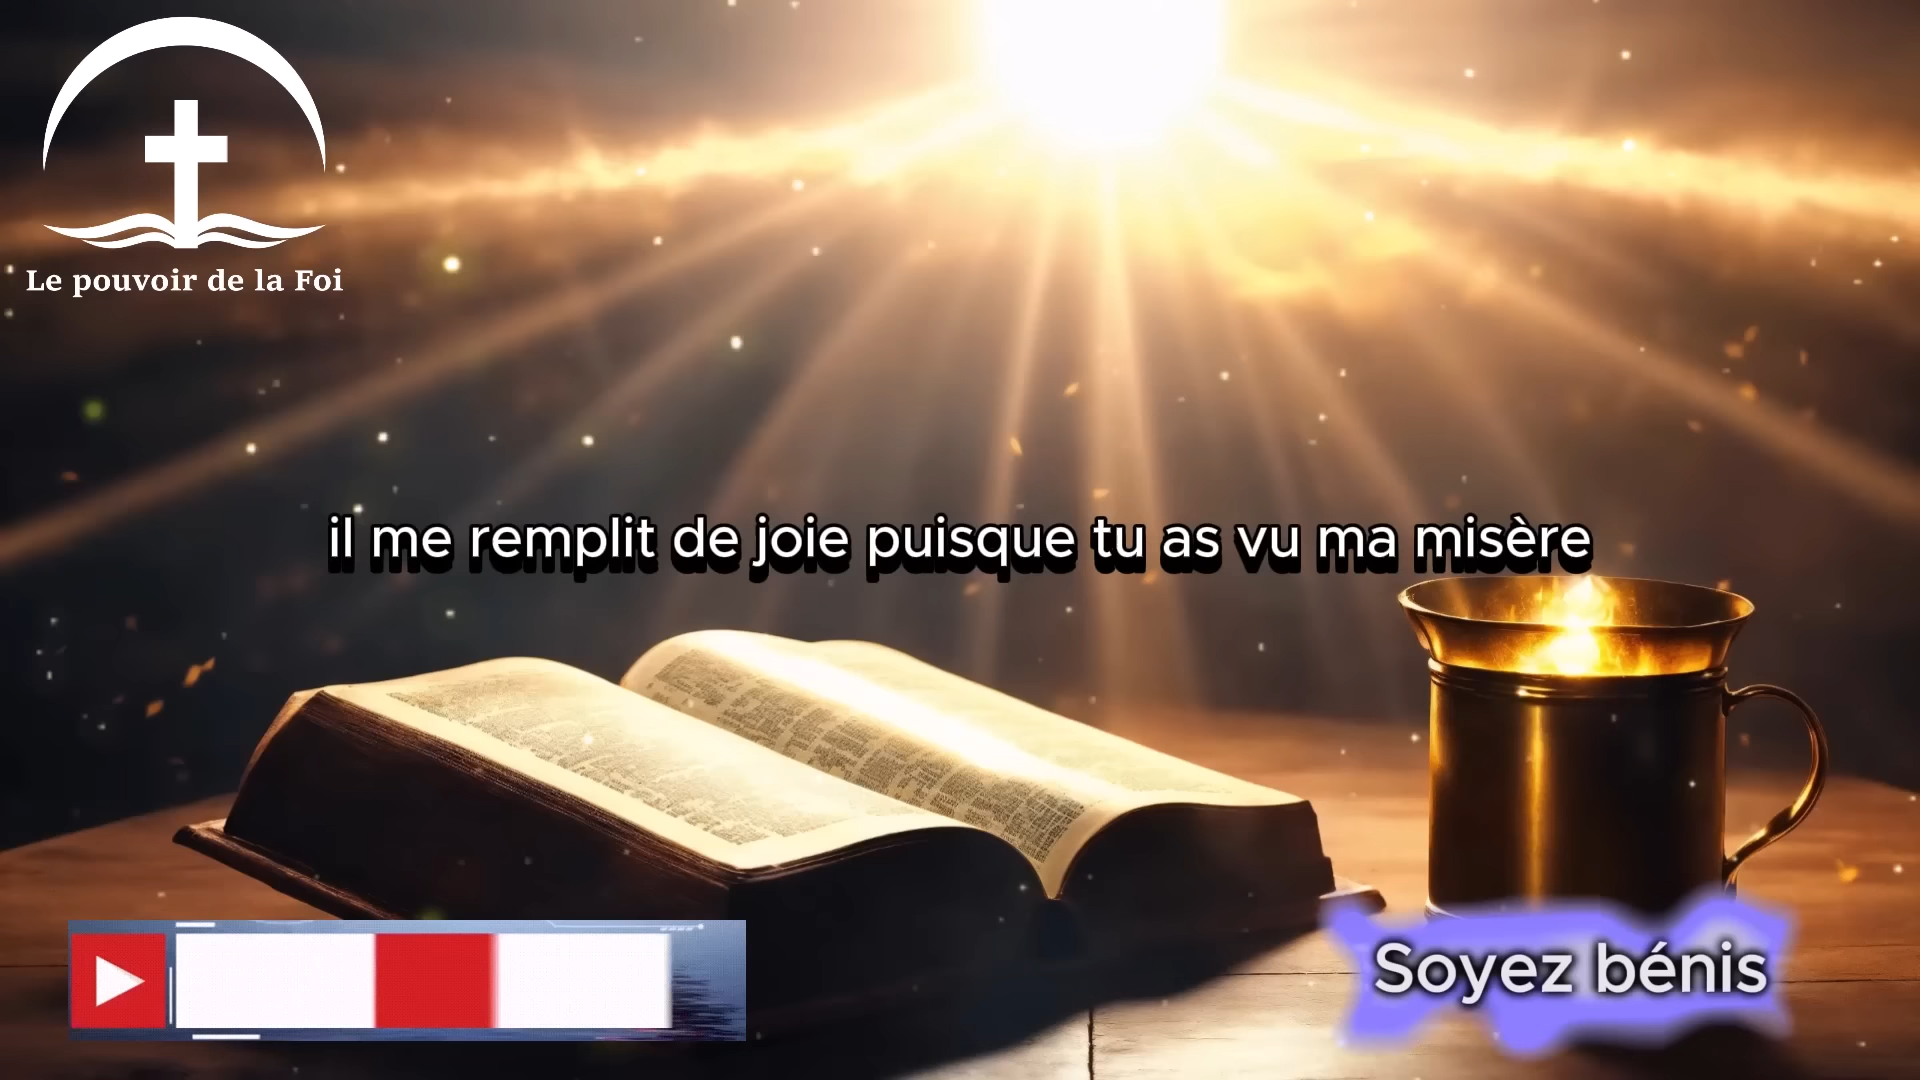 Le pouvoir de la Foi
il me remplit de joie puisque tu as vu ma misère
Soyez bénis